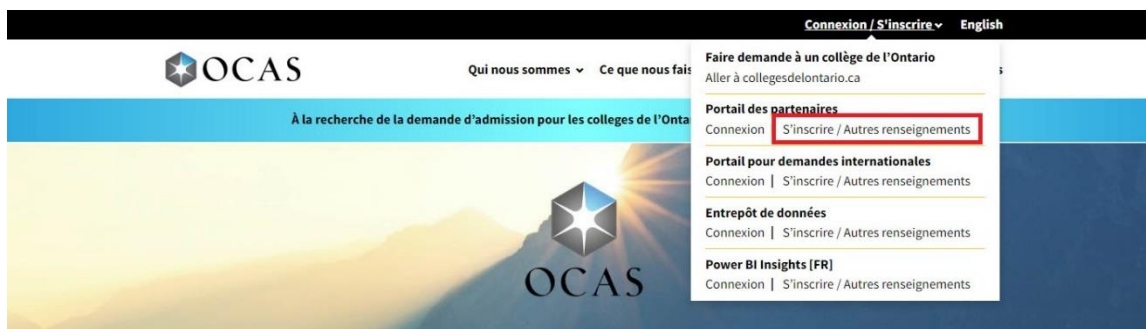 Connexion / S'inscrire English
OCAS
Qui nous sommes Ce que nous fais
s
Faire demande à un collège de l'Ontario
Aller à collegesdelontario.ca
À la recherche de la demande d'admission pour les colleges de l'Onta
Portail des partenaires
Connexion S'inscrire / Autres renseignements
Portail pour demandes internationales
Connexion | S'inscrire / Autres renseignements
Entrepôt de données
Connexion | S'inscrire / Autres renseignements
Power BI Insights [FR]
Connexion | S'inscrire / Autres renseignements
OCAS